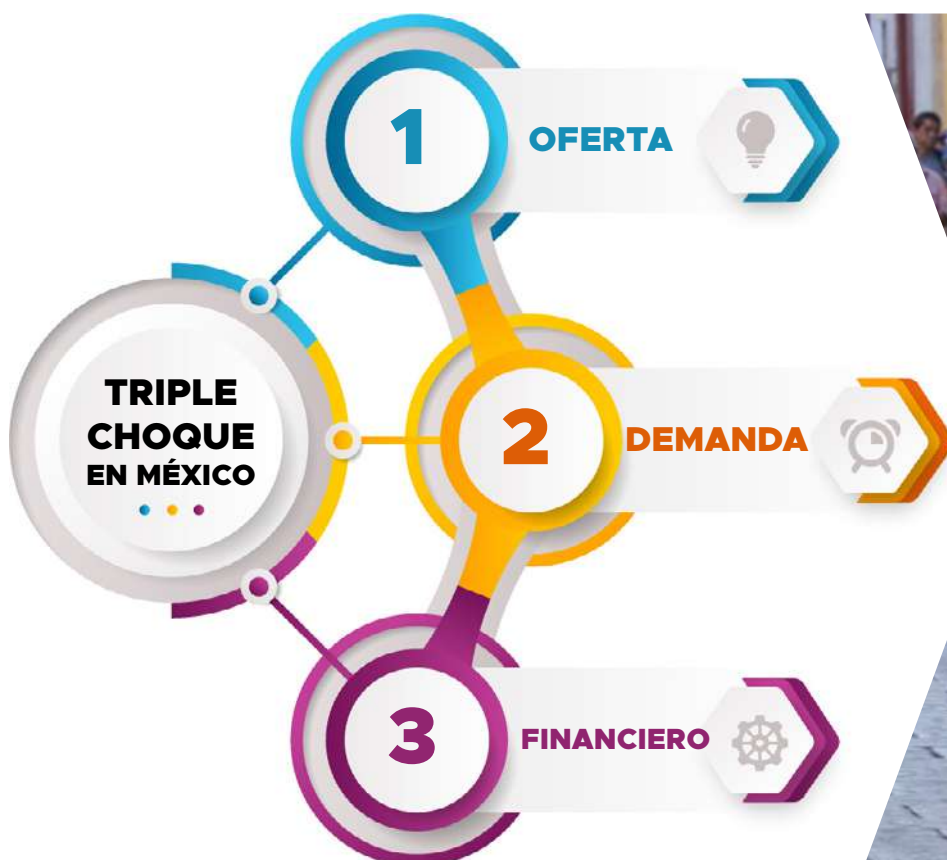 1
OFERTA
TRIPLE
CHOQUE
EN MÉXICO
2
DEMANDA
3
FINANCIERO